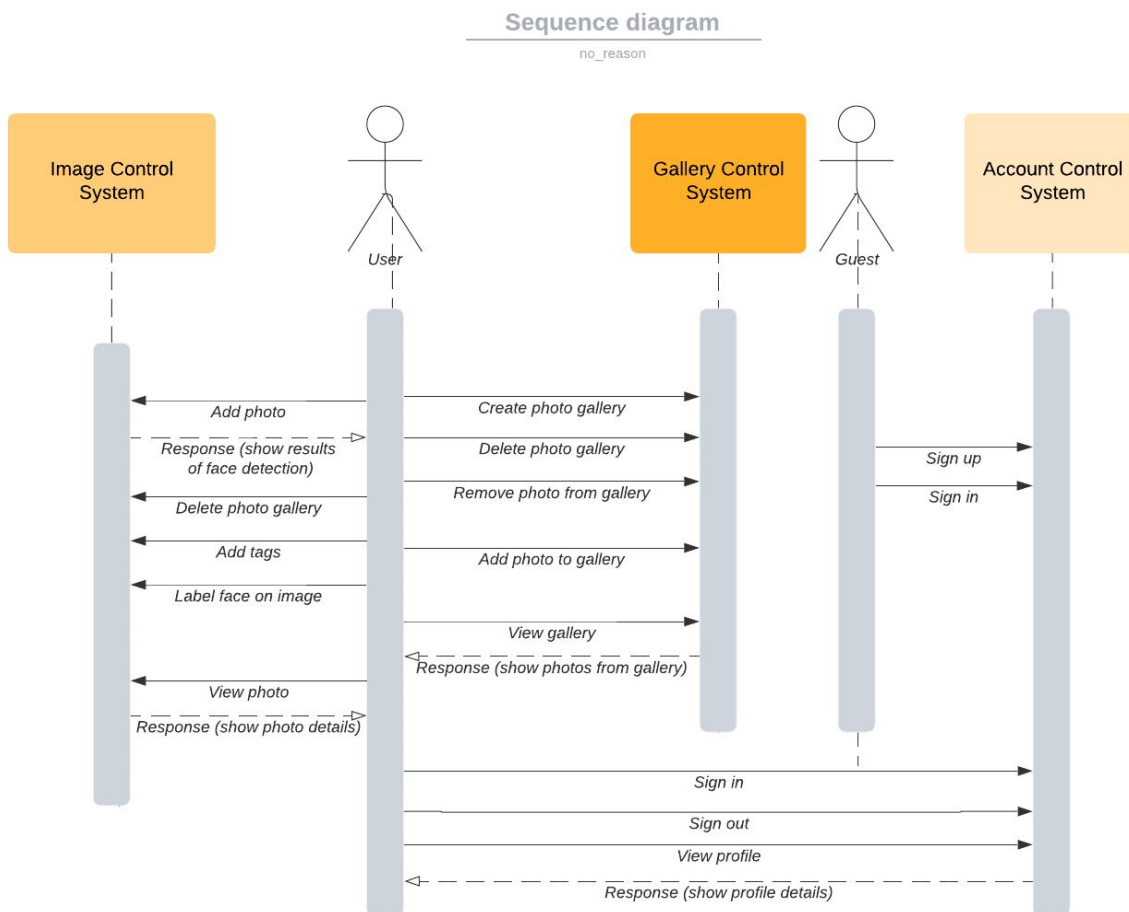 Sequence diagram
no_reason
Image Control
System
User
Gallery Control
System
Guest
Account Control
System
Add photo
Create photo gallery
Response (show results
of face detection)
Delete photo gallery
Sign up
Remove photo from gallery
Sign in
Delete photo gallery
Add tags
Add photo to gallery
Label face on image
View gallery
Response (show photos from gallery)
View photo
Response (show photo details)
Sign in
Sign out
View profile
Response (show profile details)